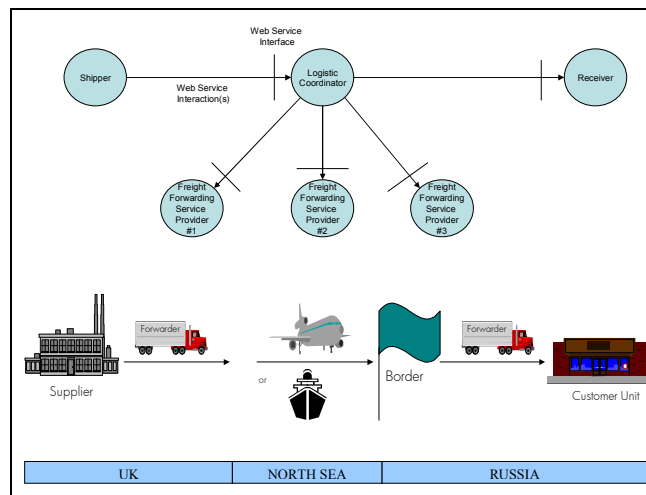 Web Service
Interface
Shipper
Logistic
Coordinator
Receiver
Web Service
Interaction(s)
Freight
Forwarding
Service
Provider
#1
Freight
Forwarding
Service
Provider
#2
Freight
Forwarding
Service
Provider
#3
Forwarder
Forwarder
or
Supplier
Border
Customer Unit
UK
NORTH SEA
RUSSIA